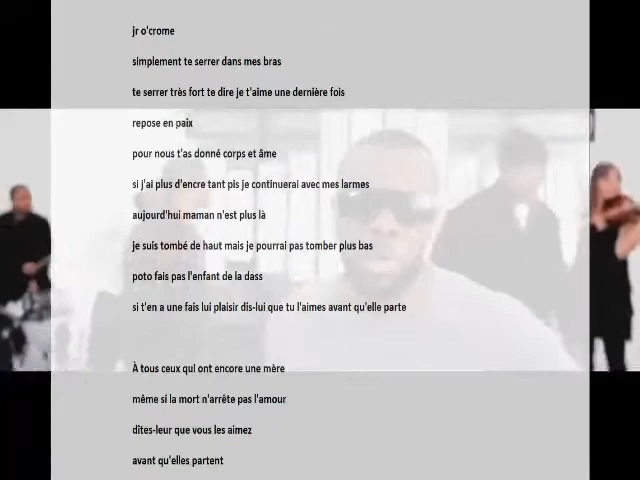 jr o'crome
simplement te serrer dans mes bras
te serrer très fort te dire je t'aime une dernière fois
repose en paix
pour nous t'as donné corps et âme
si j'ai plus d'encre tant pis je continuerai avec mes larmes
aujourd'hui maman n'est plus là
je suis tombé de haut mais je pourrai pas tomber plus bas
poto fais pas l'enfant de la dass
si t'en a une fais lui plaisir dis-lui que tu l'aimes avant qu'elle parte
À tous ceux qui ont encore une mère
même si la mort n'arrête pas l'amour
dites-leur que vous les aimez
avant qu'elles partent